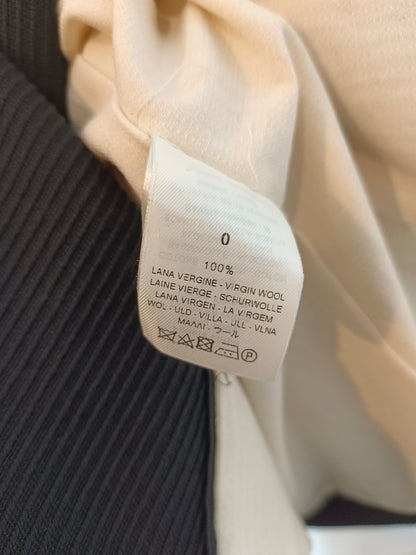 0
100%
LANA VERGINE - VIRGIN WOOL
LAINE VIERGE - SCHURWOLLE
LANA VIRGEN - LA VIRGEM
WOL - ULD - VILLA - ULL - VLNA
ΜΑΛΛΙ - ウール
P